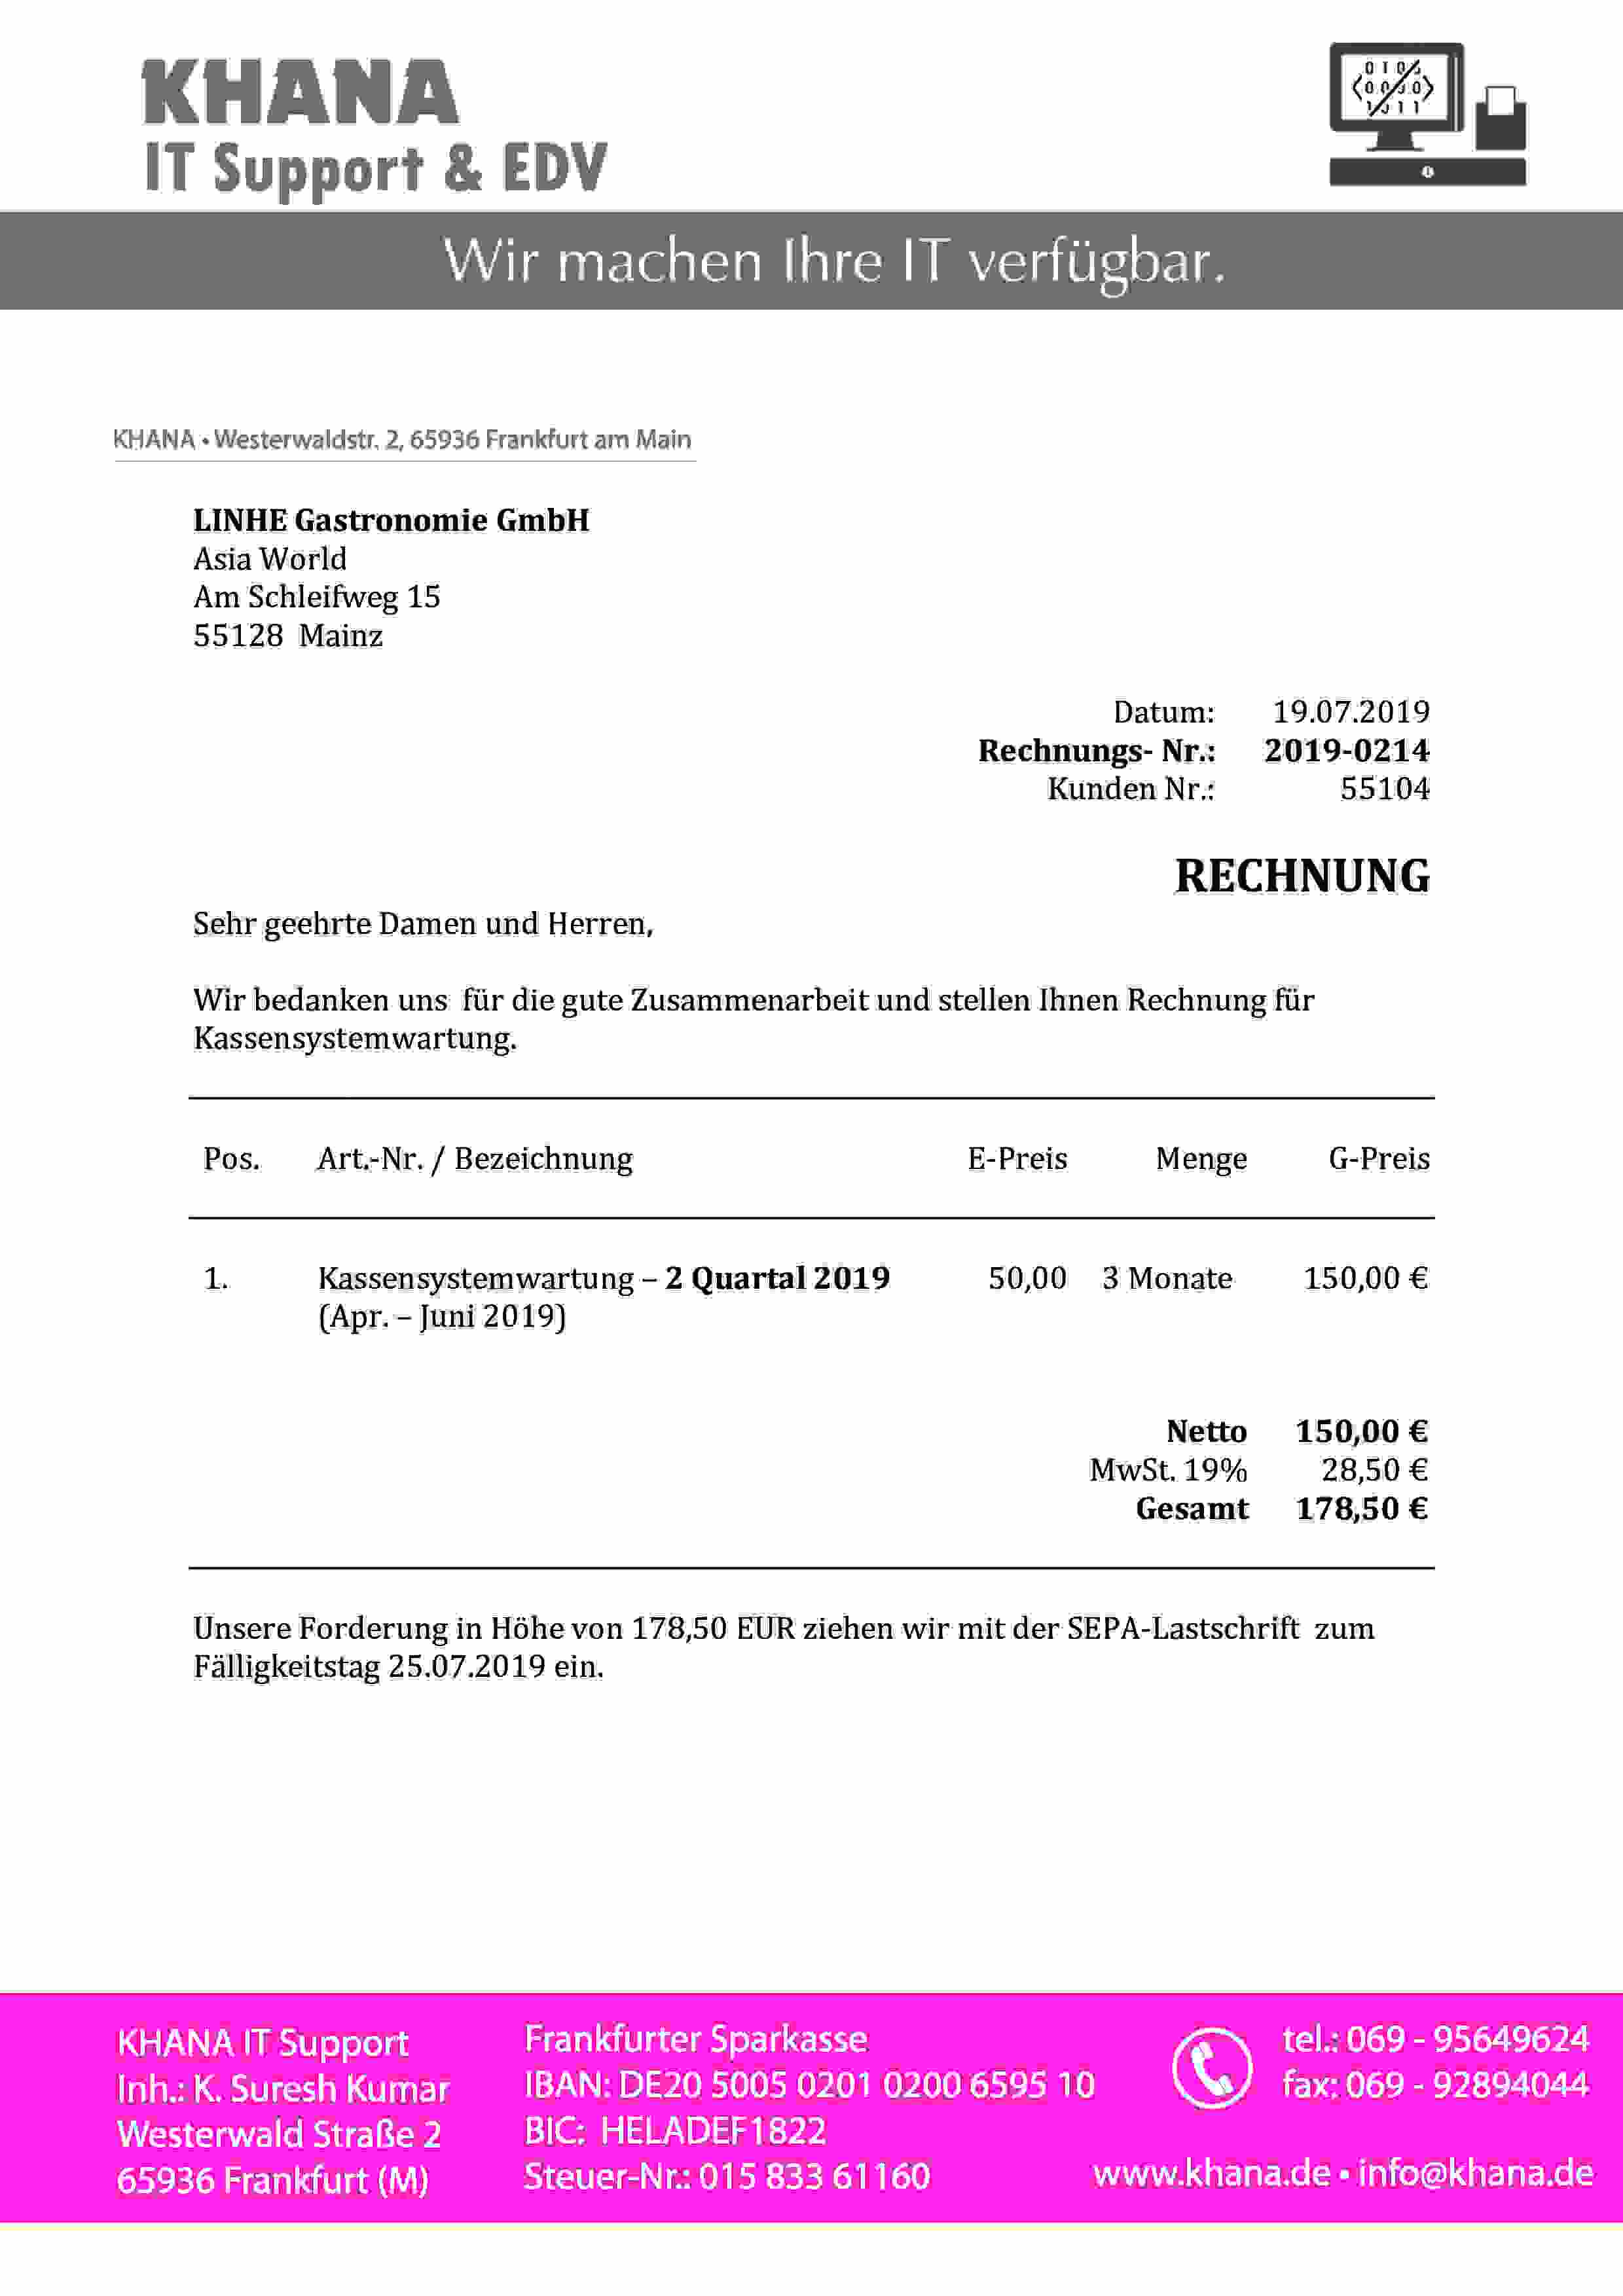 KHANA
IT Support & EDV
Wir machen Ihre IT verfügbar.
KHANA • Westerwaldstr. 2, 65936 Frankfurt am Main
LINHE Gastronomie GmbH
Asia World
Am Schleifweg 15
55128 Mainz
Datum: 19.07.2019
Rechnungs- Nr.: 2019-0214
Kunden Nr.: 55104
RECHNUNG
Sehr geehrte Damen und Herren,
Wir bedanken uns für die gute Zusammenarbeit und stellen Ihnen Rechnung für
Kassensystemwartung.
Pos. Art.-Nr. / Bezeichnung E-Preis Menge G-Preis
1. Kassensystemwartung – 2 Quartal 2019 50,00 3 Monate 150,00 €
(Apr. – Juni 2019)
Netto 150,00 €
MwSt. 19% 28,50 €
Gesamt 178,50 €
Unsere Forderung in Höhe von 178,50 EUR ziehen wir mit der SEPA-Lastschrift zum
Fälligkeitstag 25.07.2019 ein.
KHANA IT Support
Inh.: K. Suresh Kumar
Westerwald Straße 2
65936 Frankfurt (M)
Frankfurter Sparkasse
IBAN: DE20 5005 0201 0200 6595 10
BIC: HELADEF1822
Steuer-Nr.: 015 833 61160
tel.: 069 - 95649624
fax: 069 - 92894044
www.khana.de • info@khana.de